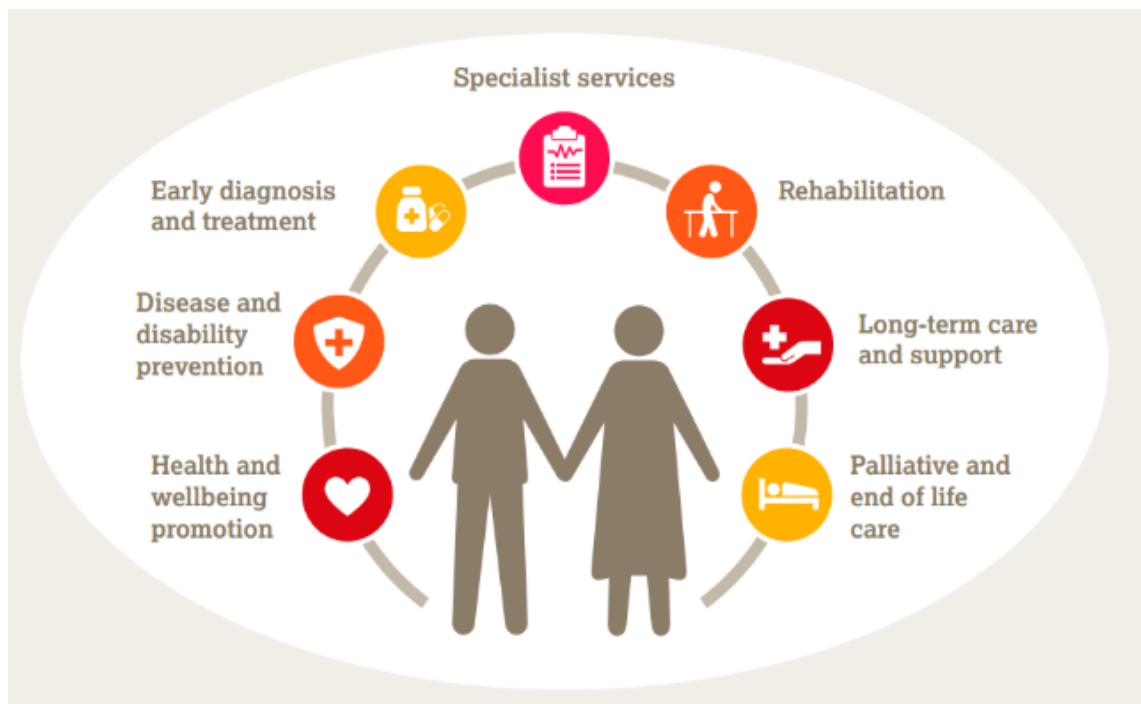 Specialist services
Early diagnosis
and treatment
Rehabilitation
Disease and
disability
prevention
Long-term care
and support
Health and
wellbeing
promotion
Palliative and
end of life
care